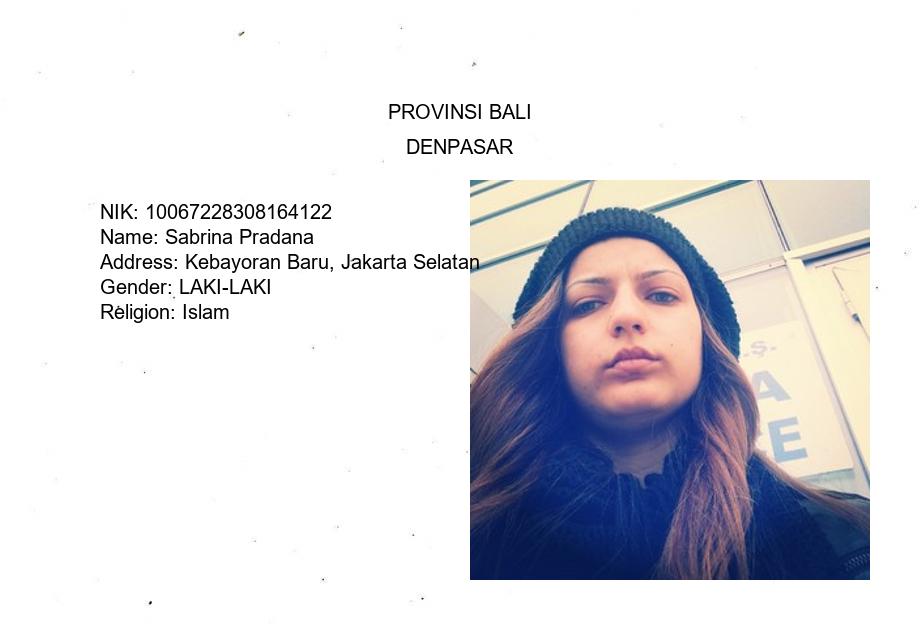 PROVINSI BALI
DENPASAR
NIK: 10067228308164122
Name: Sabrina Pradana
Address: Kebayoran Baru, Jakarta Selatan
Gender: LAKI-LAKI
Religion: Islam
.Ş.
A
E